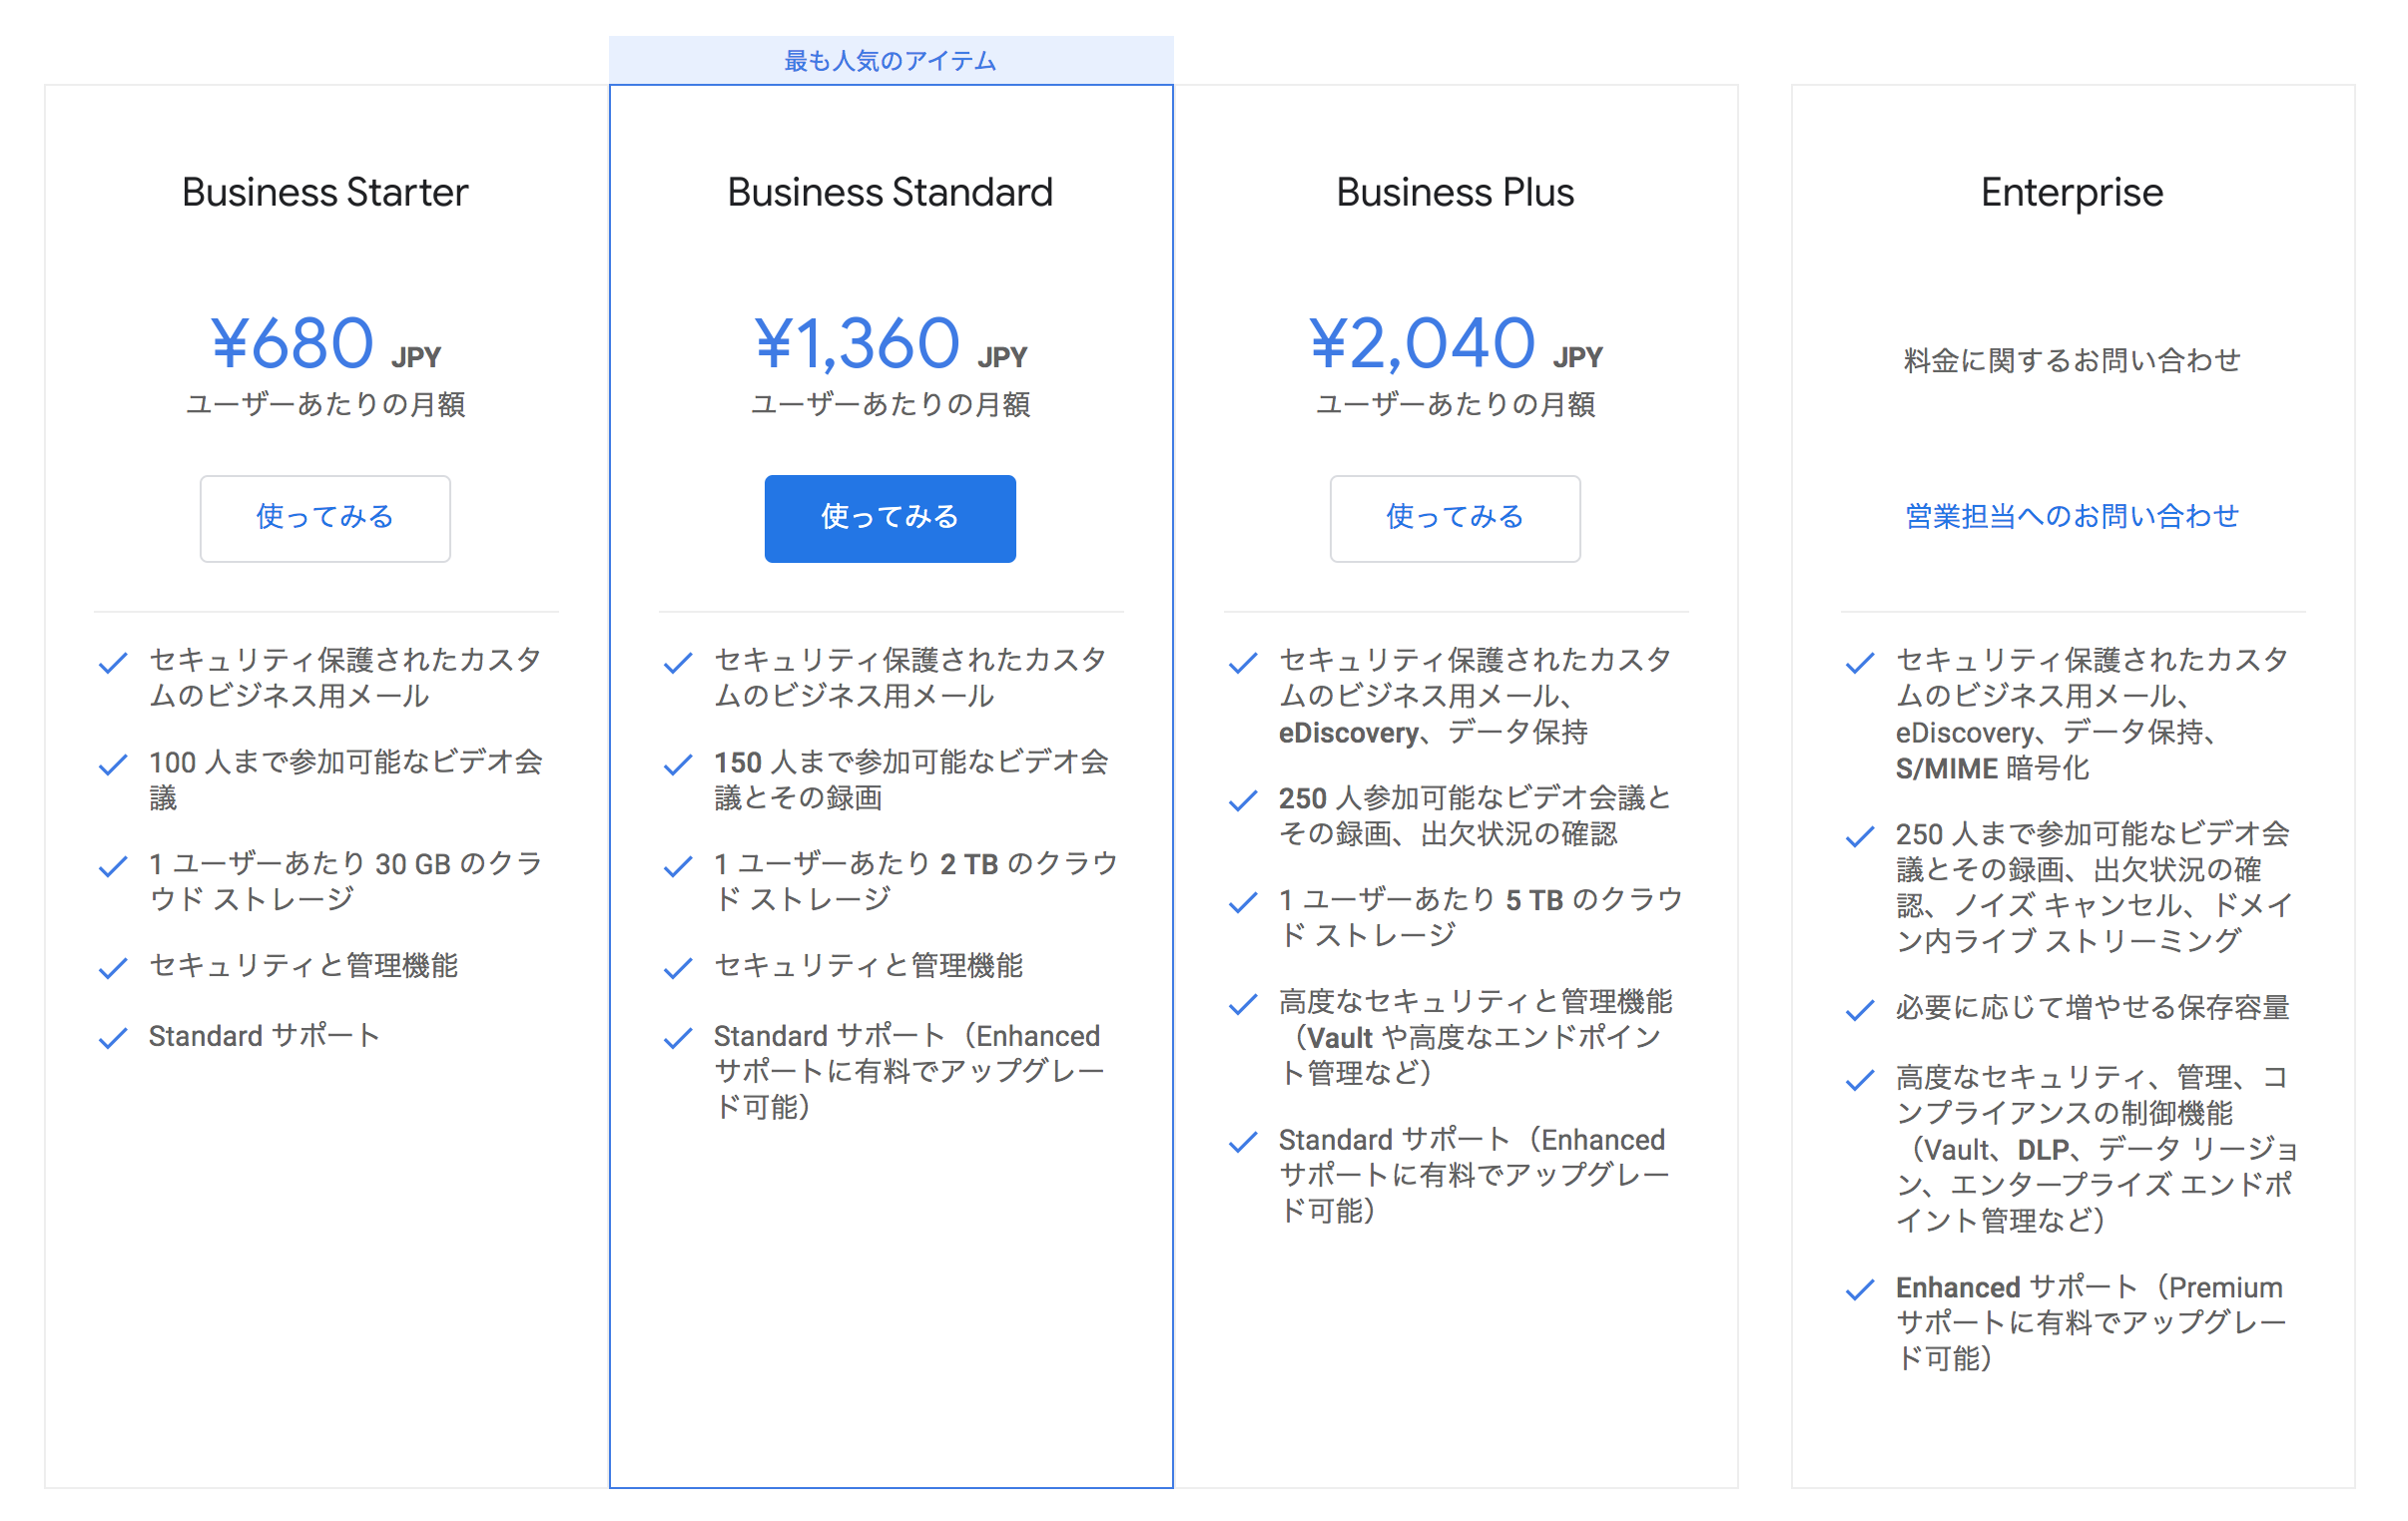 最も人気のアイテム
Business Starter
¥680 JPY
ユーザーあたりの月額
使ってみる
セキュリティ保護されたカスタ
ムのビジネス用メール
100 人まで参加可能なビデオ会
議
1 ユーザーあたり 30 GB のクラ
ウド ストレージ
セキュリティと管理機能
Standard サポート
Business Standard
¥1,360 JPY
ユーザーあたりの月額
使ってみる
セキュリティ保護されたカスタ
ムのビジネス用メール
150 人まで参加可能なビデオ会
議とその録画
1 ユーザーあたり 2 TB のクラウ
ド ストレージ
セキュリティと管理機能
Standard サポート（Enhanced
サポートに有料でアップグレー
ド可能）
Business Plus
¥2,040 JPY
ユーザーあたりの月額
使ってみる
セキュリティ保護されたカスタ
ムのビジネス用メール、
eDiscovery、データ保持
250 人参加可能なビデオ会議と
その録画、出欠状況の確認
1 ユーザーあたり 5 TB のクラウ
ド ストレージ
高度なセキュリティと管理機能
（Vault や高度なエンドポイン
ト管理など）
Standard サポート（Enhanced
サポートに有料でアップグレー
ド可能）
Enterprise
料金に関するお問い合わせ
営業担当へのお問い合わせ
セキュリティ保護されたカスタ
ムのビジネス用メール、
eDiscovery、データ保持、
S/MIME 暗号化
250 人まで参加可能なビデオ会
議とその録画、出欠状況の確
認、ノイズ キャンセル、ドメイ
ン内ライブ ストリーミング
必要に応じて増やせる保存容量
高度なセキュリティ、管理、コ
ンプライアンスの制御機能
（Vault、DLP、データ リージョ
ン、エンタープライズ エンドポ
イント管理など）
Enhanced サポート（Premium
サポートに有料でアップグレー
ド可能）